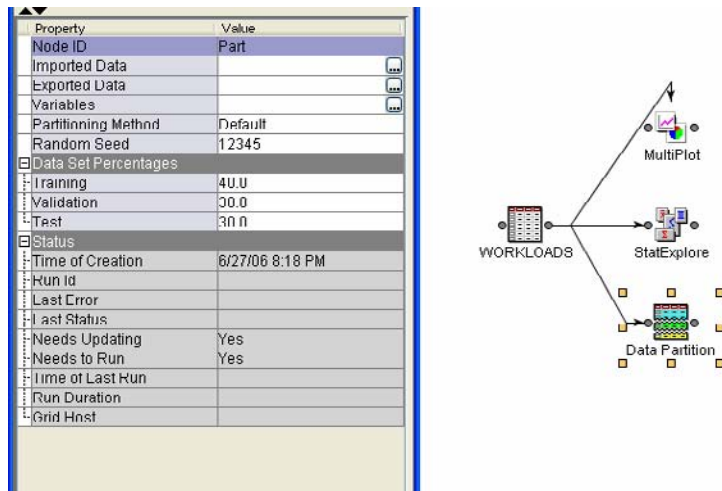 Property Value
Node ID Part
Imported Data
Exported Data
Variables
Partitioning Method Default
Random Seed 12345
Data Set Percentages
Training 40.0
Validation 30.0
Test 30.0
Status
Time of Creation 6/27/06 8:18 PM
Run Id
Last Error
Last Status
Needs Updating Yes
Needs to Run Yes
Time of Last Run
Run Duration
Grid Host
MultiPlot
WORKLOADS
StatExplore
Data Partition